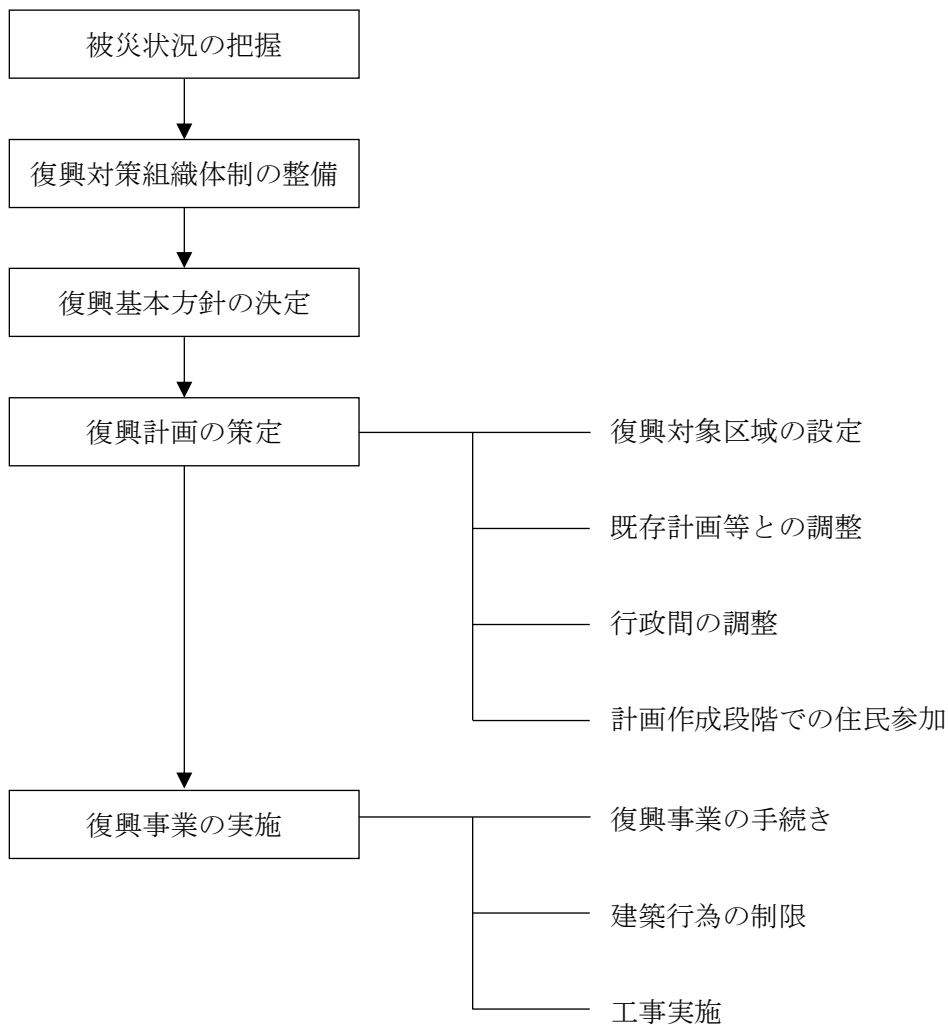 被災状況の把握
復興対策組織体制の整備
復興基本方針の決定
復興計画の策定
復興対象区域の設定
既存計画等との調整
行政間の調整
計画作成段階での住民参加
復興事業の実施
復興事業の手続き
建築行為の制限
工事実施